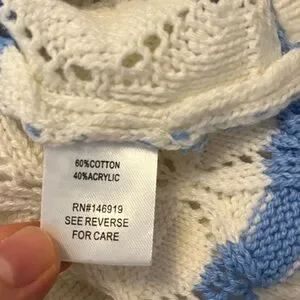 60%COTTON
40%ACRYLIC
RN#146919
SEE REVERSE
FOR CARE